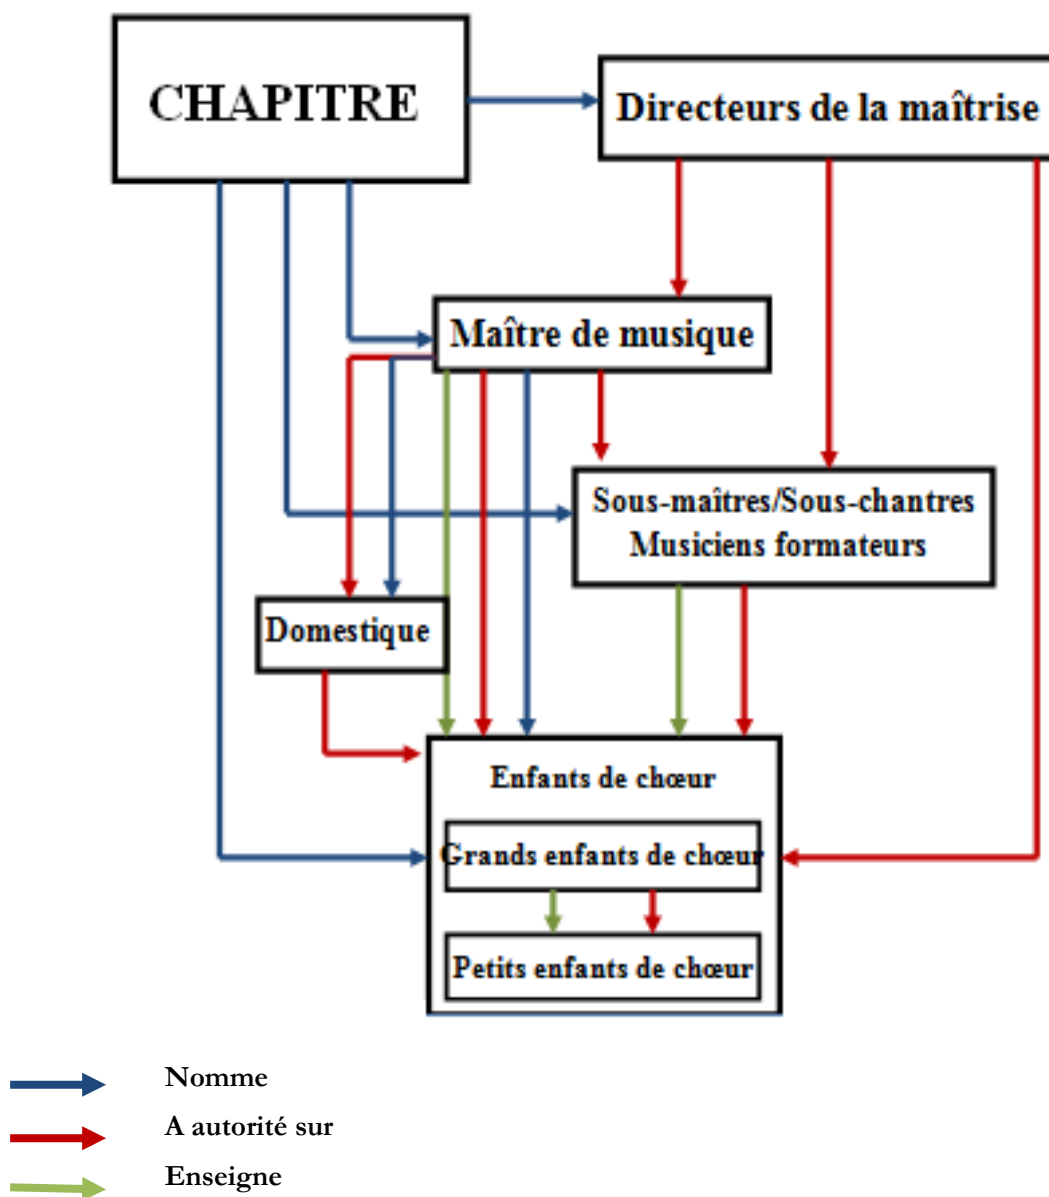 CHAPITRE
Directeurs de la maîtrise
Maître de musique
Sous-maîtres/Sous-chantres
Musiciens formateurs
Domestique
Enfants de chœur
Grands enfants de chœur
Petits enfants de chœur
Nomme
A autorité sur
Enseigne